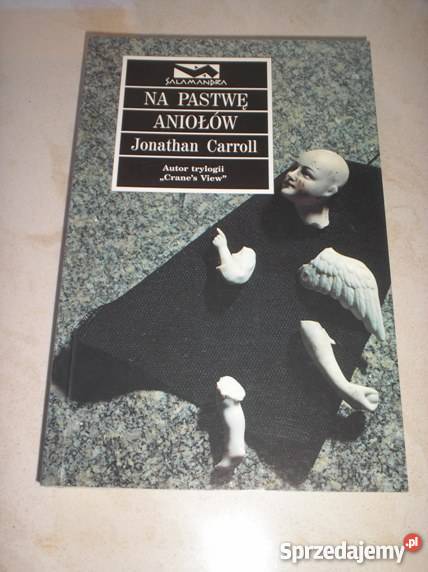 SALAMANDRA
NA PASTWĘ
ANIOŁÓW
Jonathan Carroll
Autor trylogii
„Crane's View”
Sprzedajemy.pl